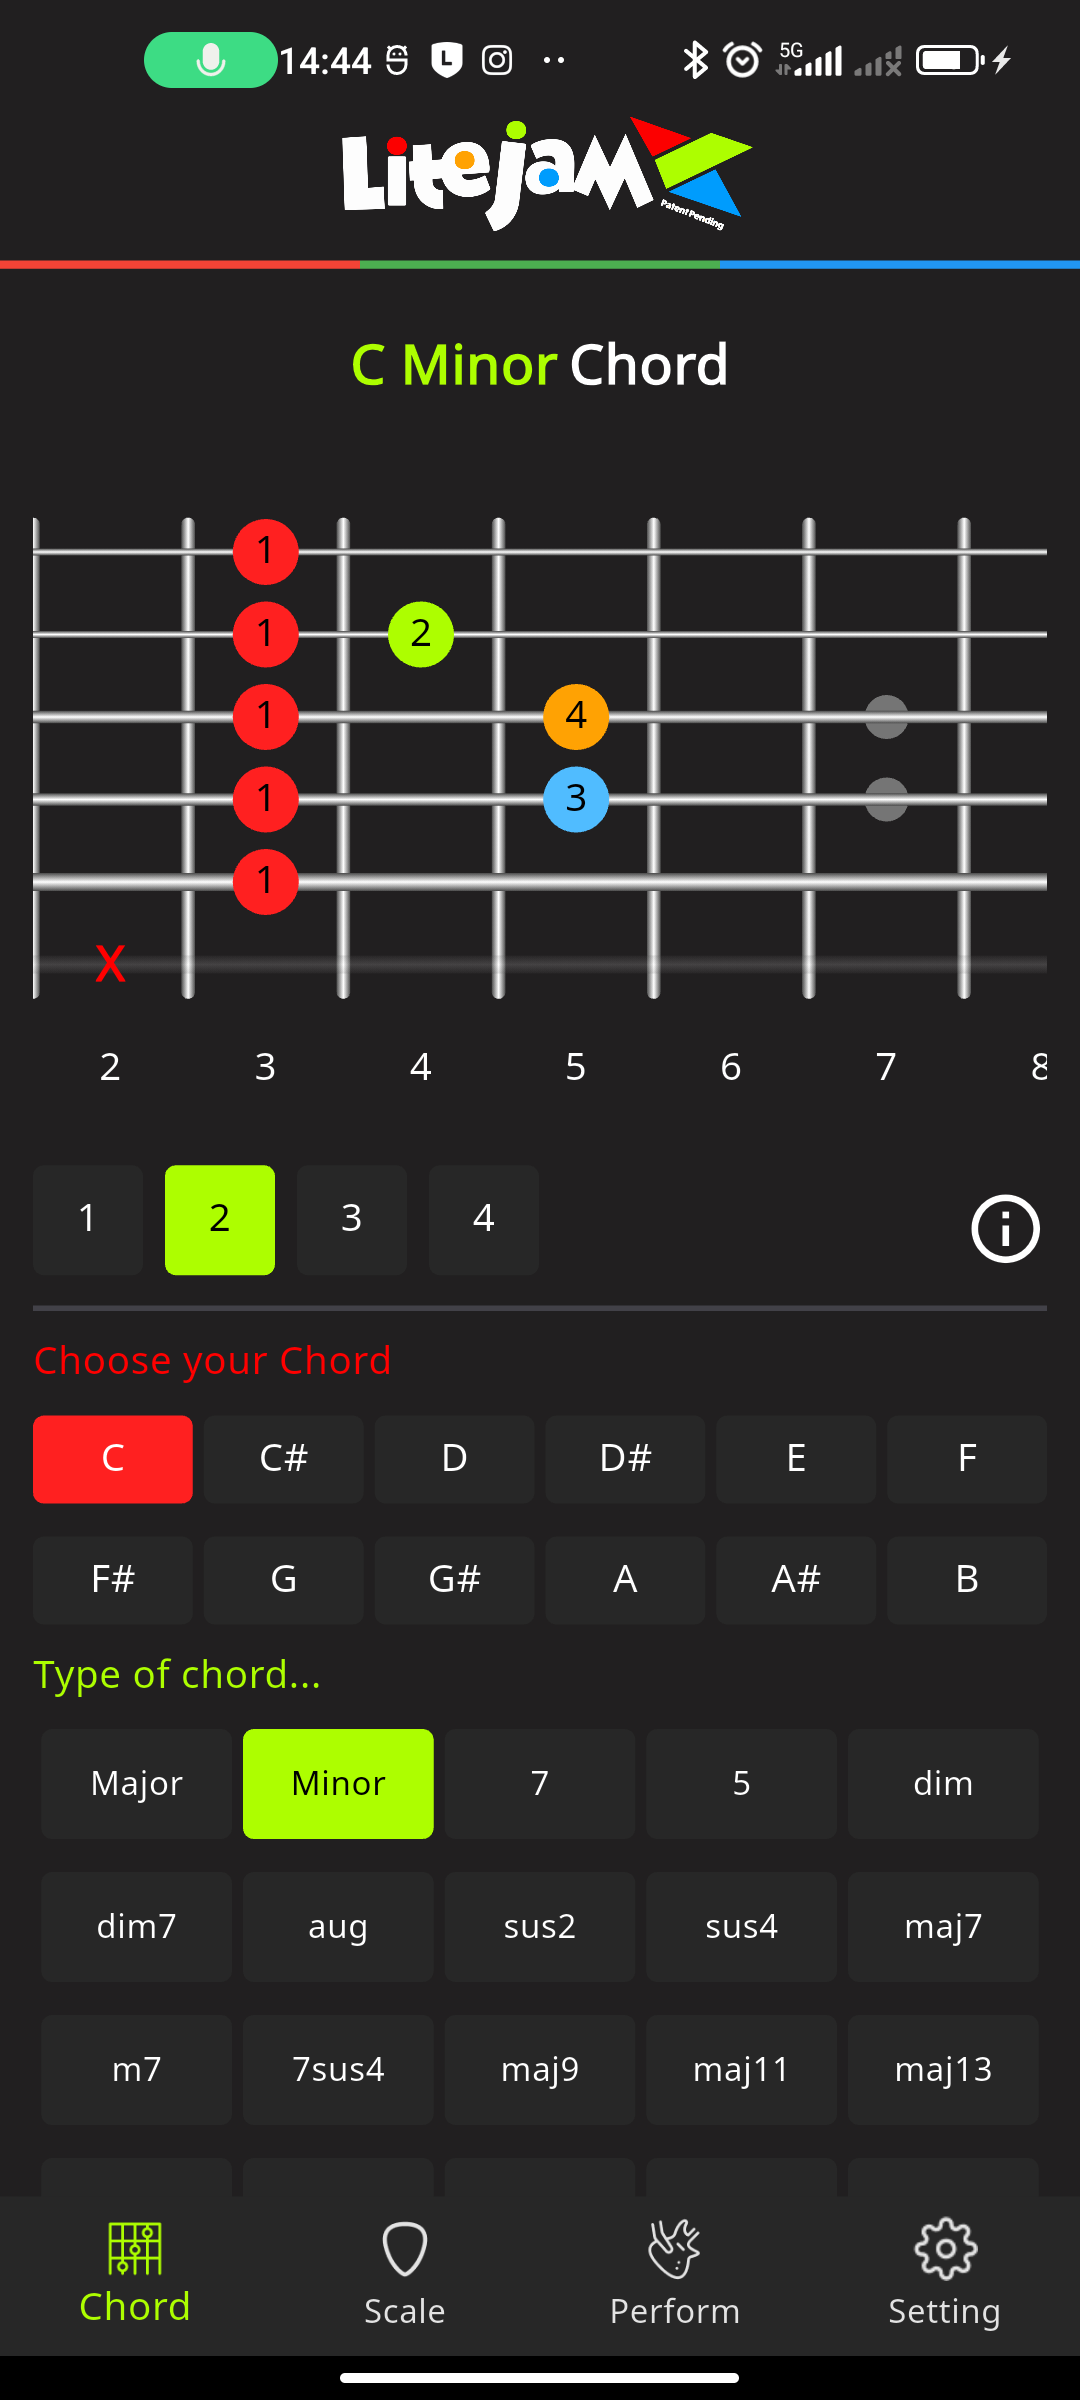 14:44
5G
LiteJam
Patent Pending
C Minor Chord
1
1 2
1 4
1 3
1
X
2 3 4 5 6 7 8
1 2 3 4
Choose your Chord
C C# D D# E F
F# G G# A A# B
Type of chord...
Major Minor 7 5 dim
dim7 aug sus2 sus4 maj7
m7 7sus4 maj9 maj11 maj13
Chord Scale Perform Setting